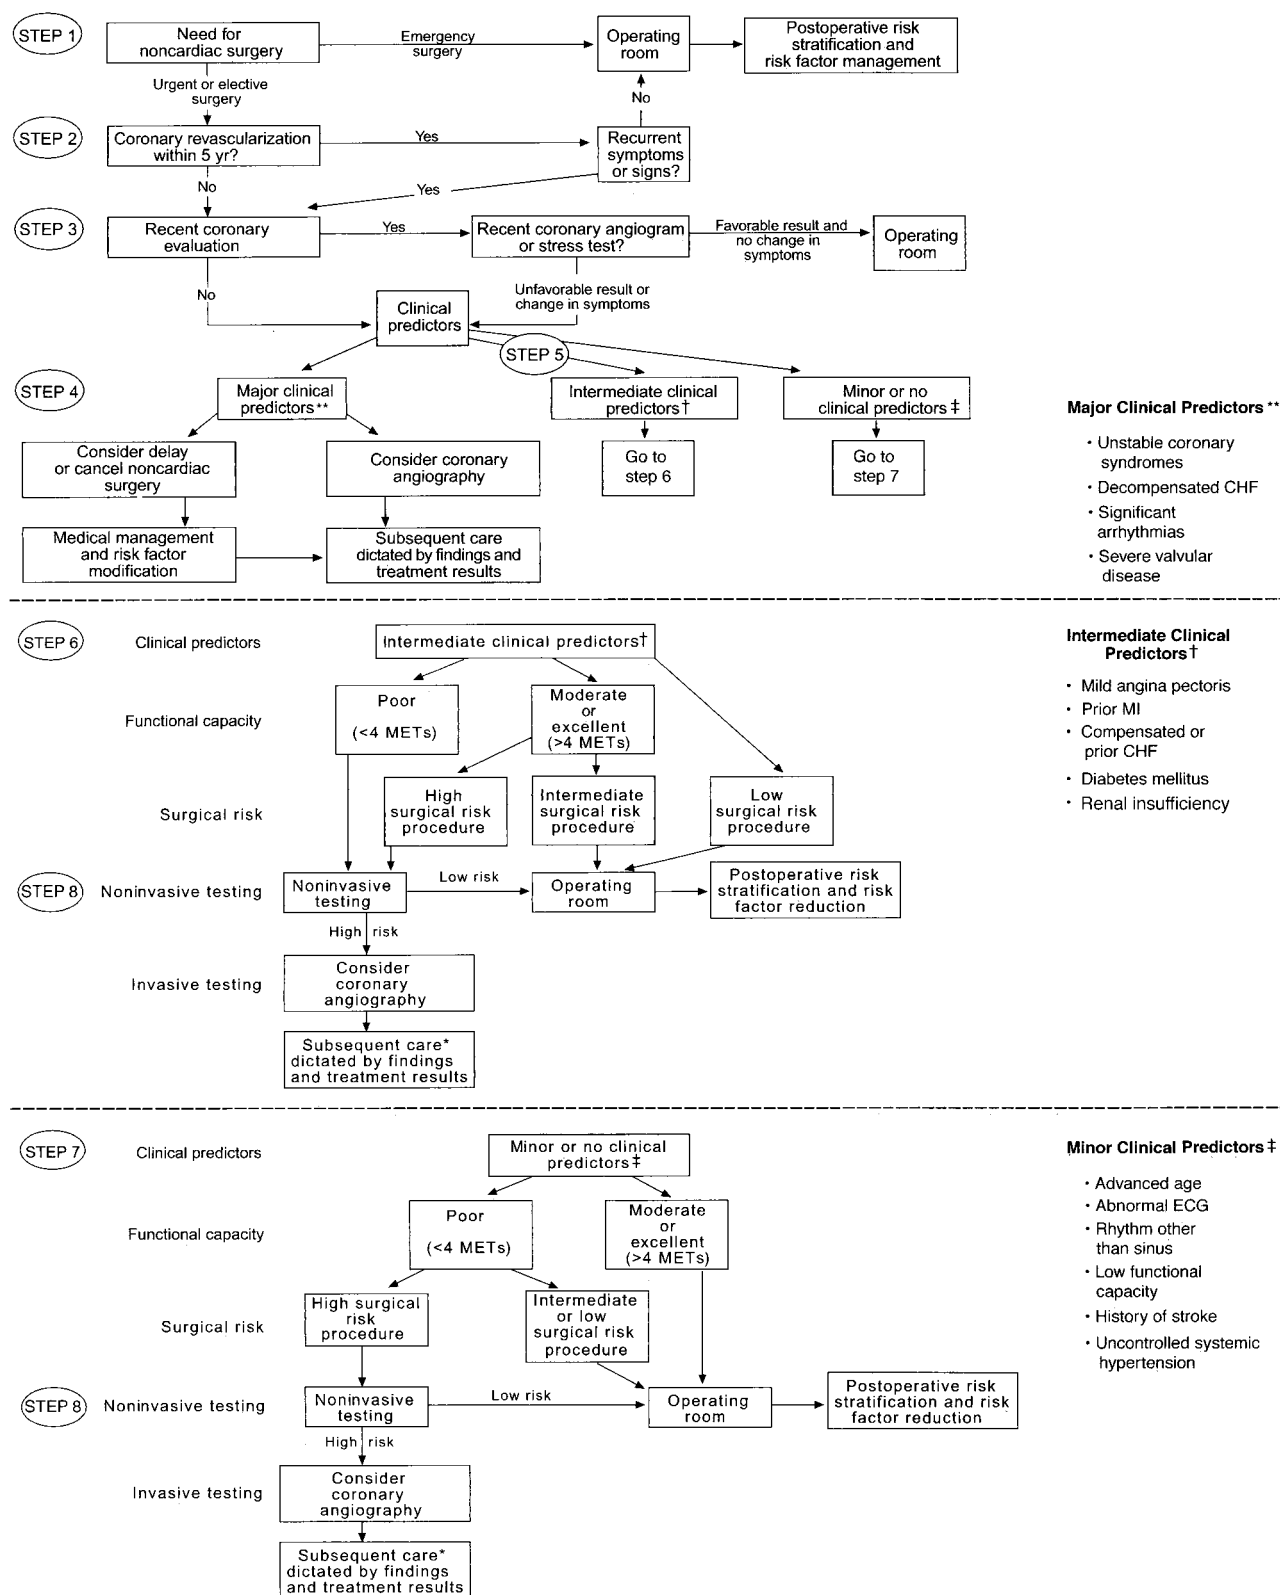 STEP 1
Need for
noncardiac surgery
Emergency
surgery
Operating
room
Postoperative risk
stratification and
risk factor management
Urgent or elective
surgery
No
STEP 2
Coronary revascularization
within 5 yr?
Yes
Recurrent
symptoms
or signs?
No
Yes
STEP 3
Recent coronary
evaluation
Yes
Recent coronary angiogram
or stress test?
Favorable result and
no change in
symptoms
Operating
room
No
Unfavorable result or
change in symptoms
Clinical
predictors
STEP 5
STEP 4
Major clinical
predictors**
Intermediate clinical
predictors†
Minor or no
clinical predictors‡
Consider delay
or cancel noncardiac
surgery
Consider coronary
angiography
Go to
step 6
Go to
step 7
Medical management
and risk factor
modification
Subsequent care
dictated by findings and
treatment results
Major Clinical Predictors**
• Unstable coronary
syndromes
• Decompensated CHF
• Significant
arrhythmias
• Severe valvular
disease
STEP 6
Clinical predictors
Intermediate clinical predictors†
Functional capacity
Poor
(<4 METs)
Moderate
or
excellent
(>4 METs)
Surgical risk
High
surgical risk
procedure
Intermediate
surgical risk
procedure
Low
surgical risk
procedure
STEP 8
Noninvasive testing
Noninvasive
testing
Low risk
Operating
room
Postoperative risk
stratification and risk
factor reduction
High risk
Invasive testing
Consider
coronary
angiography
Subsequent care*
dictated by findings
and treatment results
Intermediate Clinical
Predictors†
• Mild angina pectoris
• Prior MI
• Compensated or
prior CHF
• Diabetes mellitus
• Renal insufficiency
STEP 7
Clinical predictors
Minor or no clinical
predictors‡
Functional capacity
Poor
(<4 METs)
Moderate
or
excellent
(>4 METs)
Surgical risk
High surgical
risk
procedure
Intermediate
or low
surgical risk
procedure
STEP 8
Noninvasive testing
Noninvasive
testing
Low risk
Operating
room
Postoperative risk
stratification and risk
factor reduction
High risk
Invasive testing
Consider
coronary
angiography
Subsequent care*
dictated by findings
and treatment results
Minor Clinical Predictors‡
• Advanced age
• Abnormal ECG
• Rhythm other
than sinus
• Low functional
capacity
• History of stroke
• Uncontrolled systemic
hypertension